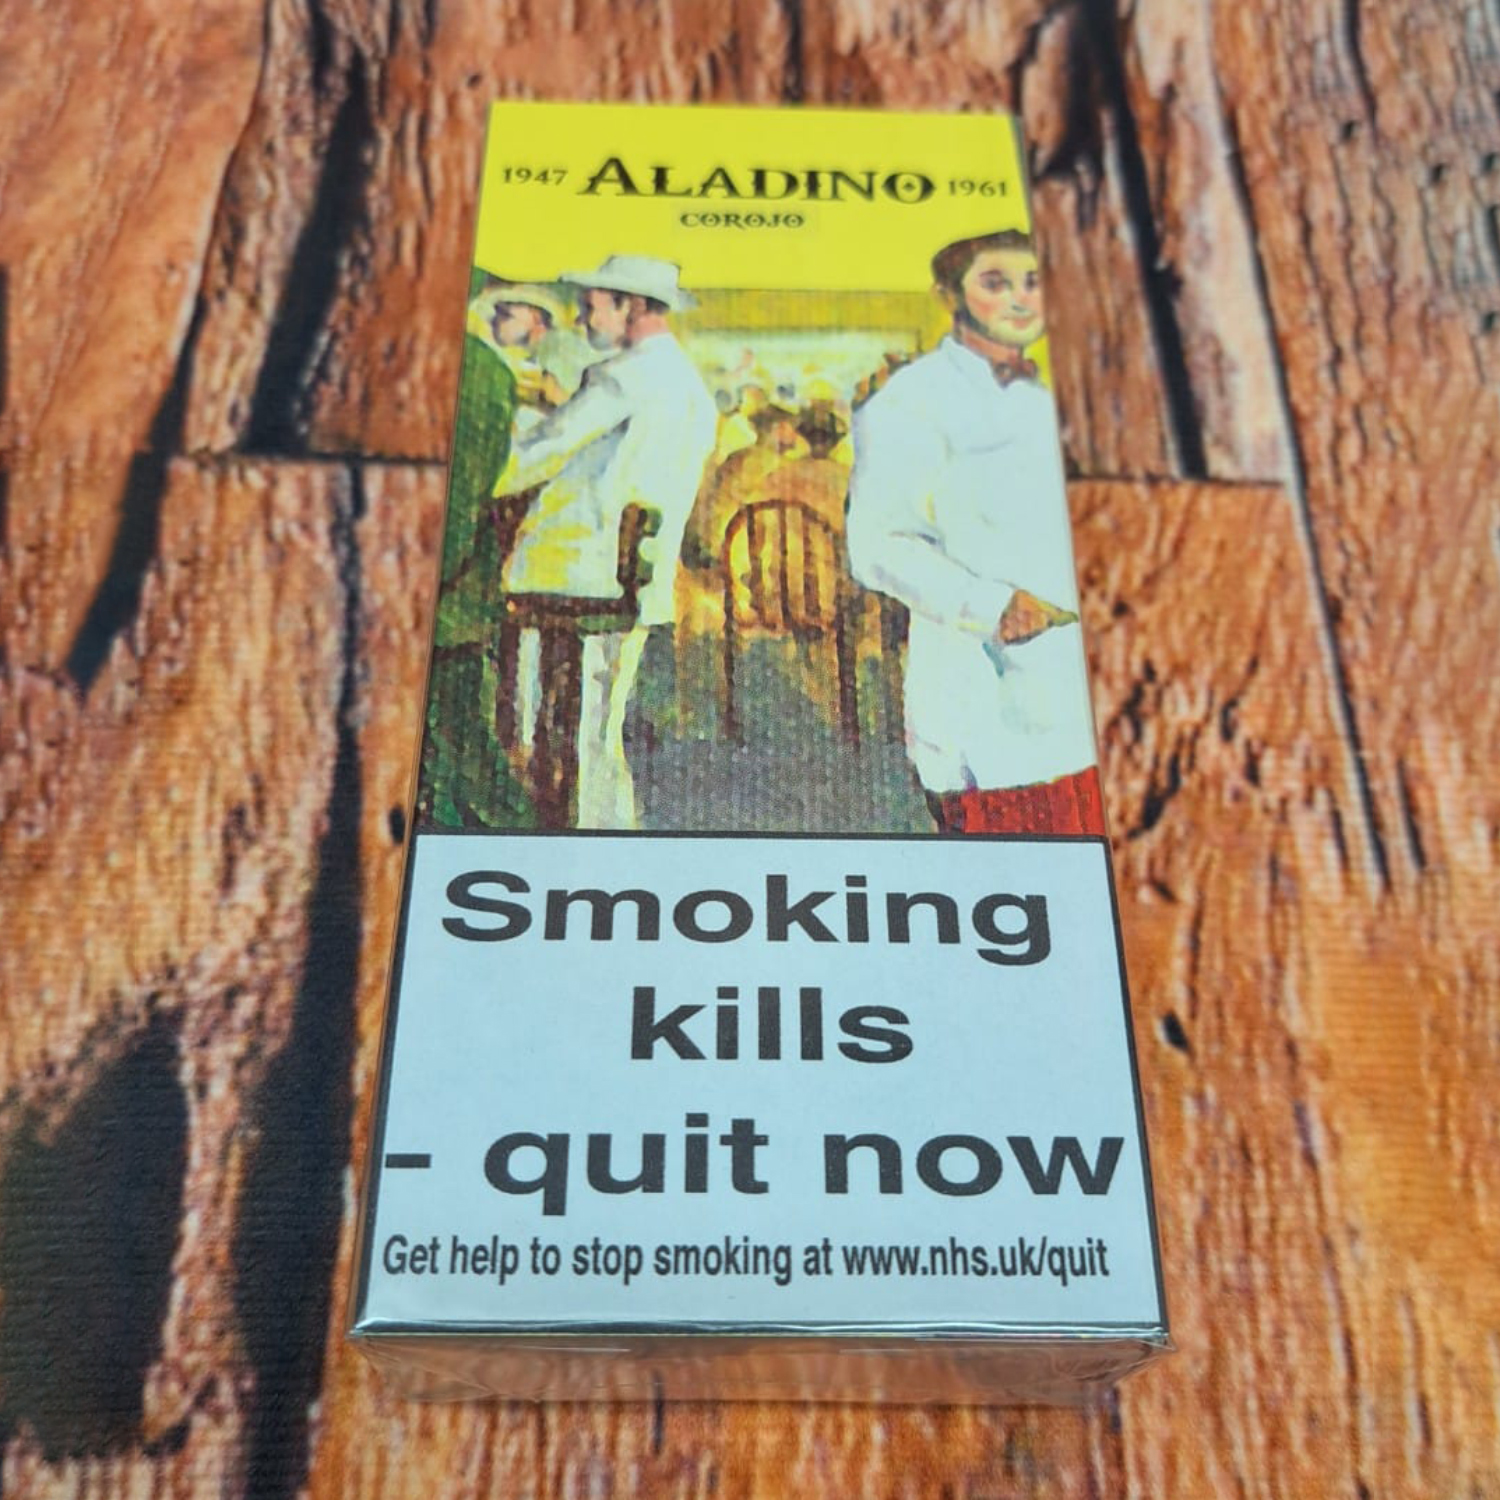 1947 ALADINO 1961
COROJO
Smoking
kills
- quit now
Get help to stop smoking at www.nhs.uk/quit